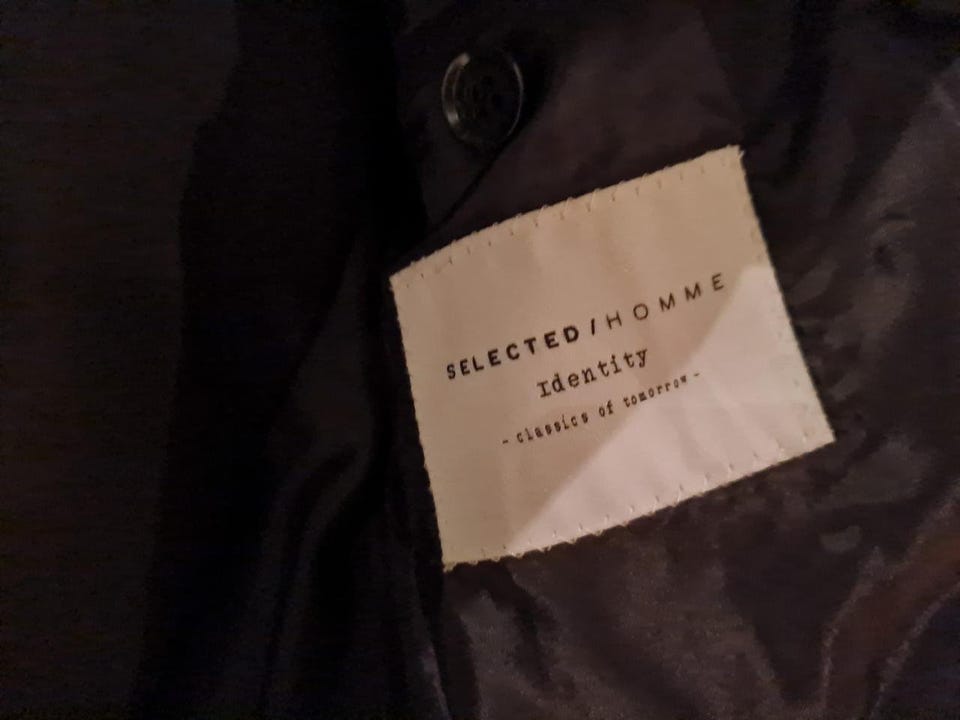 SELECTED/HOMME
Identity
- classics of tomorrow -